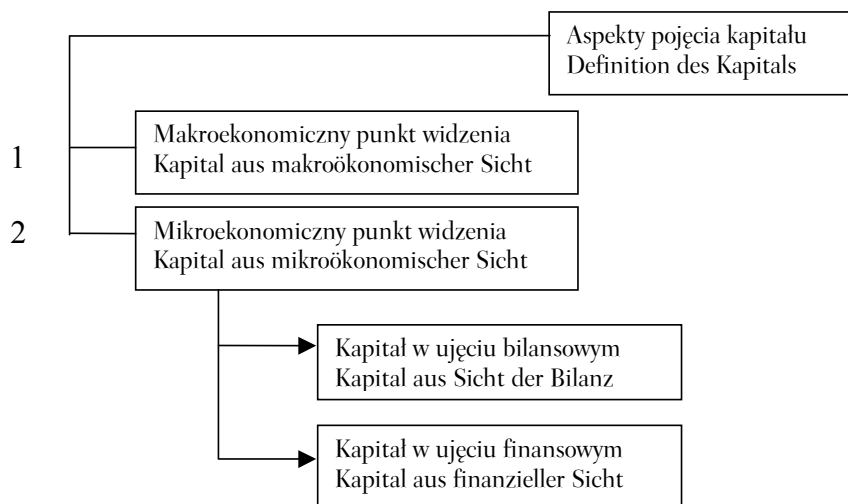 Aspekty pojęcia kapitału
Definition des Kapitals
1
Makroekonomiczny punkt widzenia
Kapital aus makroökonomischer Sicht
2
Mikroekonomiczny punkt widzenia
Kapital aus mikroökonomischer Sicht
Kapitał w ujęciu bilansowym
Kapital aus Sicht der Bilanz
Kapitał w ujęciu finansowym
Kapital aus finanzieller Sicht